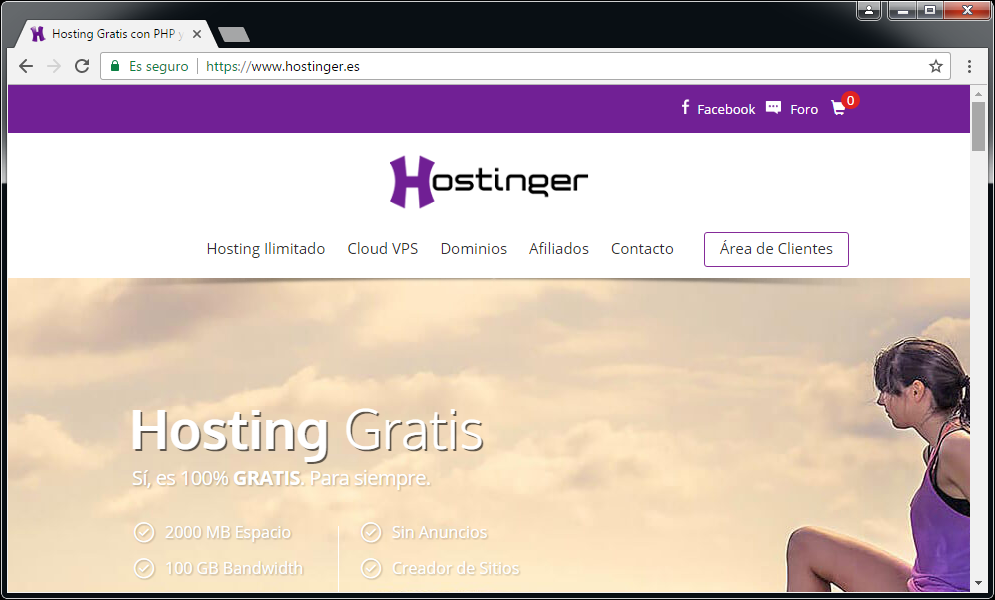 Hosting Gratis con PHP y
Es seguro https://www.hostinger.es
Facebook Foro 0
Hostinger
Hosting Ilimitado Cloud VPS Dominios Afiliados Contacto Área de Clientes
Hosting Gratis
Sí, es 100% GRATIS. Para siempre.
2000 MB Espacio Sin Anuncios
100 GB Bandwidth Creador de Sitios